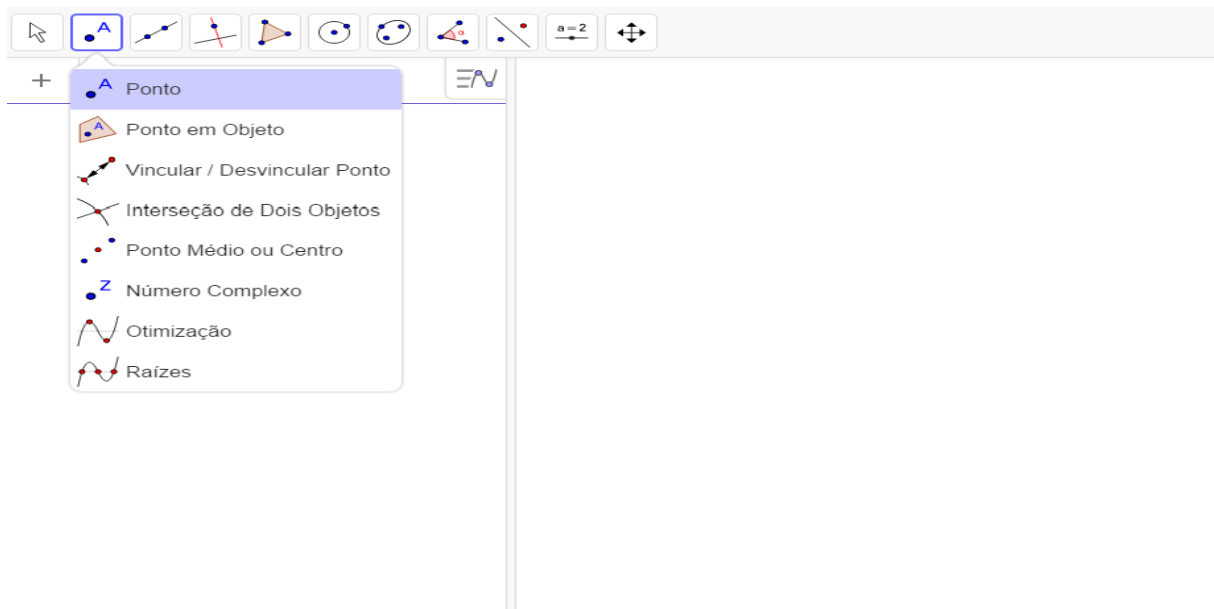 A
α
a=2
+
A Ponto
A Ponto em Objeto
Vincular / Desvincular Ponto
Interseção de Dois Objetos
Ponto Médio ou Centro
Z Número Complexo
Otimização
Raízes